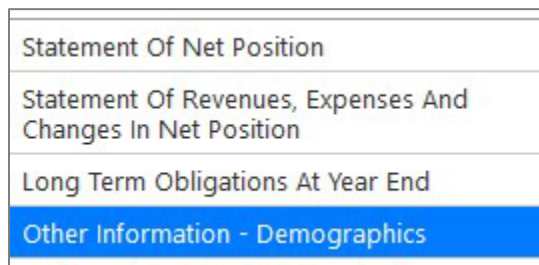 Statement Of Net Position
Statement Of Revenues, Expenses And
Changes In Net Position
Long Term Obligations At Year End
Other Information - Demographics